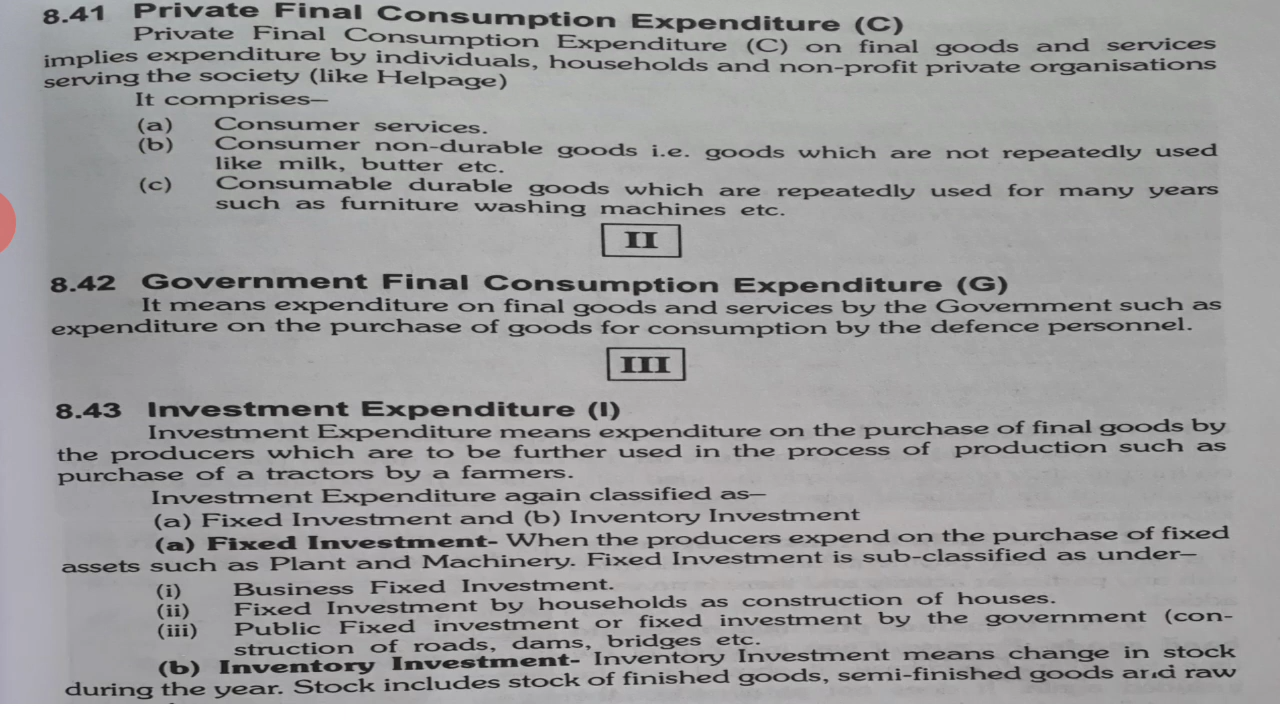 8.41 Private Final Consumption Expenditure (C)
Private Final Consumption Expenditure (C) on final goods and services
implies expenditure by individuals, households and non-profit private organisations
serving the society (like Helpage)
It comprises–
(a) Consumer services.
(b) Consumer non-durable goods i.e. goods which are not repeatedly used
like milk, butter etc.
(c) Consumable durable goods which are repeatedly used for many years
such as furniture washing machines etc.
II
8.42 Government Final Consumption Expenditure (G)
It means expenditure on final goods and services by the Government such as
expenditure on the purchase of goods for consumption by the defence personnel.
III
8.43 Investment Expenditure (I)
Investment Expenditure means expenditure on the purchase of final goods by
the producers which are to be further used in the process of production such as
purchase of a tractors by a farmers.
Investment Expenditure again classified as–
(a) Fixed Investment and (b) Inventory Investment
(a) Fixed Investment- When the producers expend on the purchase of fixed
assets such as Plant and Machinery. Fixed Investment is sub-classified as under–
(i) Business Fixed Investment.
(ii) Fixed Investment by households as construction of houses.
(iii) Public Fixed investment or fixed investment by the government (con-
struction of roads, dams, bridges etc.
(b) Inventory Investment- Inventory Investment means change in stock
during the year. Stock includes stock of finished goods, semi-finished goods and raw